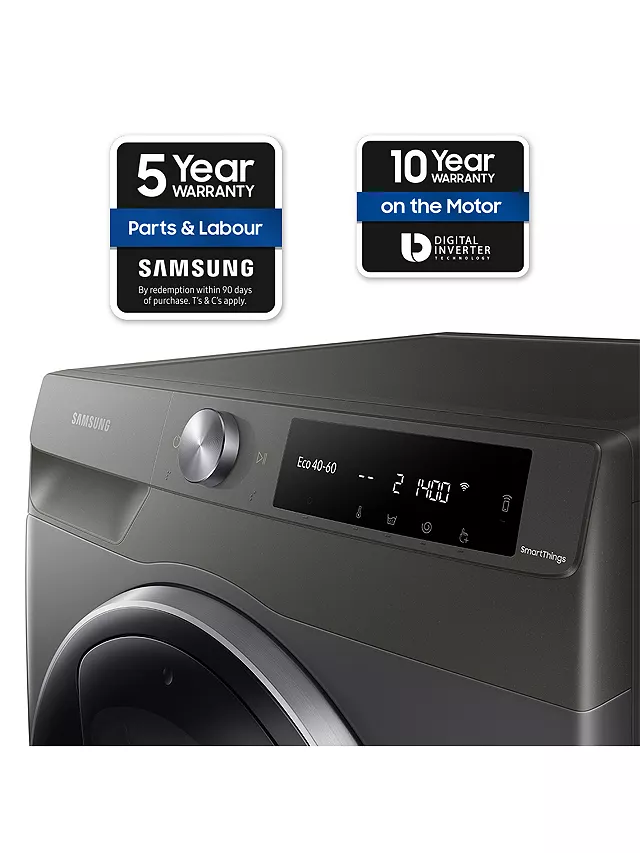 5 Year
WARRANTY
Parts & Labour
SAMSUNG
By redemption within 90 days
of purchase. T's & C's apply.
10 Year
WARRANTY
on the Motor
DIGITAL
INVERTER
TECHNOLOGY
SAMSUNG
Eco 40-60
-- 2 1400
SmartThings